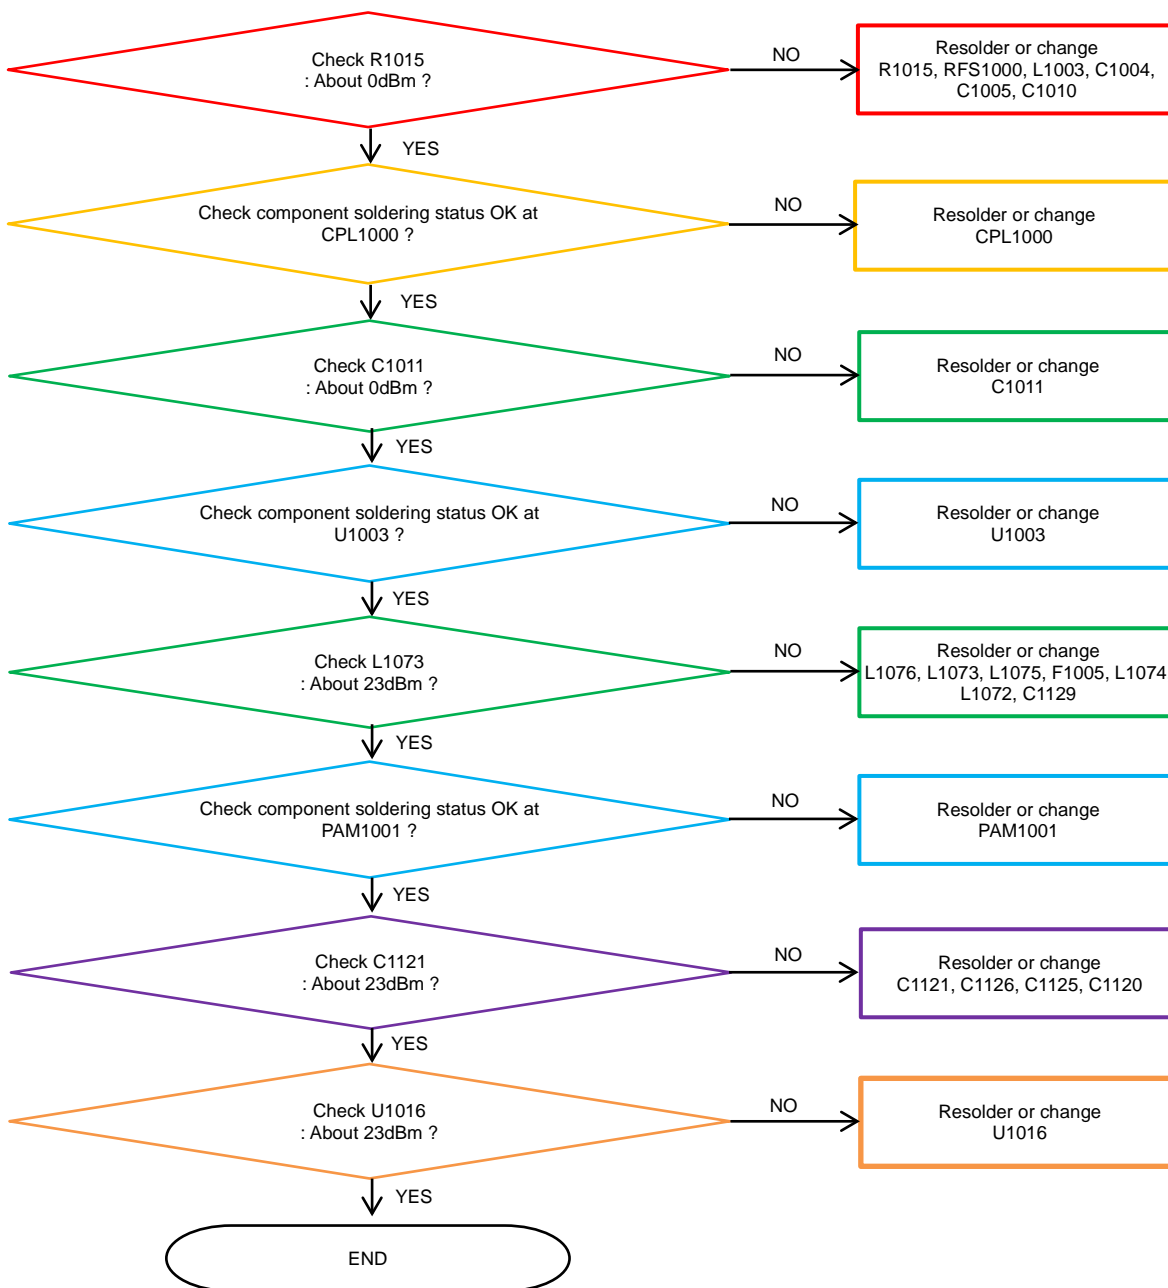 Check R1015
: About 0dBm ?
NO
Resolder or change
R1015, RFS1000, L1003, C1004,
C1005, C1010
YES
Check component soldering status OK at
CPL1000 ?
NO
Resolder or change
CPL1000
YES
Check C1011
: About 0dBm ?
NO
Resolder or change
C1011
YES
Check component soldering status OK at
U1003 ?
NO
Resolder or change
U1003
YES
Check L1073
: About 23dBm ?
NO
Resolder or change
L1076, L1073, L1075, F1005, L1074
L1072, C1129
YES
Check component soldering status OK at
PAM1001 ?
NO
Resolder or change
PAM1001
YES
Check C1121
: About 23dBm ?
NO
Resolder or change
C1121, C1126, C1125, C1120
YES
Check U1016
: About 23dBm ?
NO
Resolder or change
U1016
YES
END